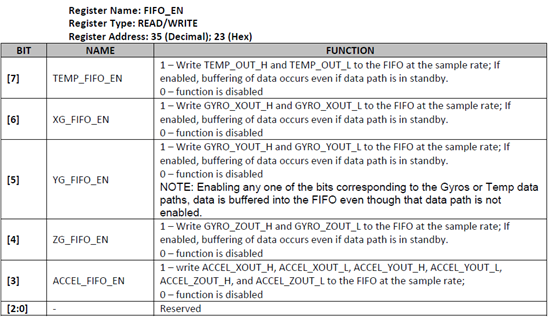 Register Name: FIFO_EN
Register Type: READ/WRITE
Register Address: 35 (Decimal); 23 (Hex)
BIT NAME FUNCTION
[7] TEMP_FIFO_EN 1 – Write TEMP_OUT_H and TEMP_OUT_L to the FIFO at the sample rate; If
enabled, buffering of data occurs even if data path is in standby.
0 – function is disabled
[6] XG_FIFO_EN 1 – Write GYRO_XOUT_H and GYRO_XOUT_L to the FIFO at the sample rate; If
enabled, buffering of data occurs even if data path is in standby.
0 – function is disabled
[5] YG_FIFO_EN 1 – Write GYRO_YOUT_H and GYRO_YOUT_L to the FIFO at the sample rate; If
enabled, buffering of data occurs even if data path is in standby.
0 – function is disabled
NOTE: Enabling any one of the bits corresponding to the Gyros or Temp data
paths, data is buffered into the FIFO even though that data path is not
enabled.
[4] ZG_FIFO_EN 1 – Write GYRO_ZOUT_H and GYRO_ZOUT_L to the FIFO at the sample rate; If
enabled, buffering of data occurs even if data path is in standby.
0 – function is disabled
[3] ACCEL_FIFO_EN 1 – write ACCEL_XOUT_H, ACCEL_XOUT_L, ACCEL_YOUT_H, ACCEL_YOUT_L,
ACCEL_ZOUT_H, and ACCEL_ZOUT_L to the FIFO at the sample rate;
0 – function is disabled
[2:0] - Reserved